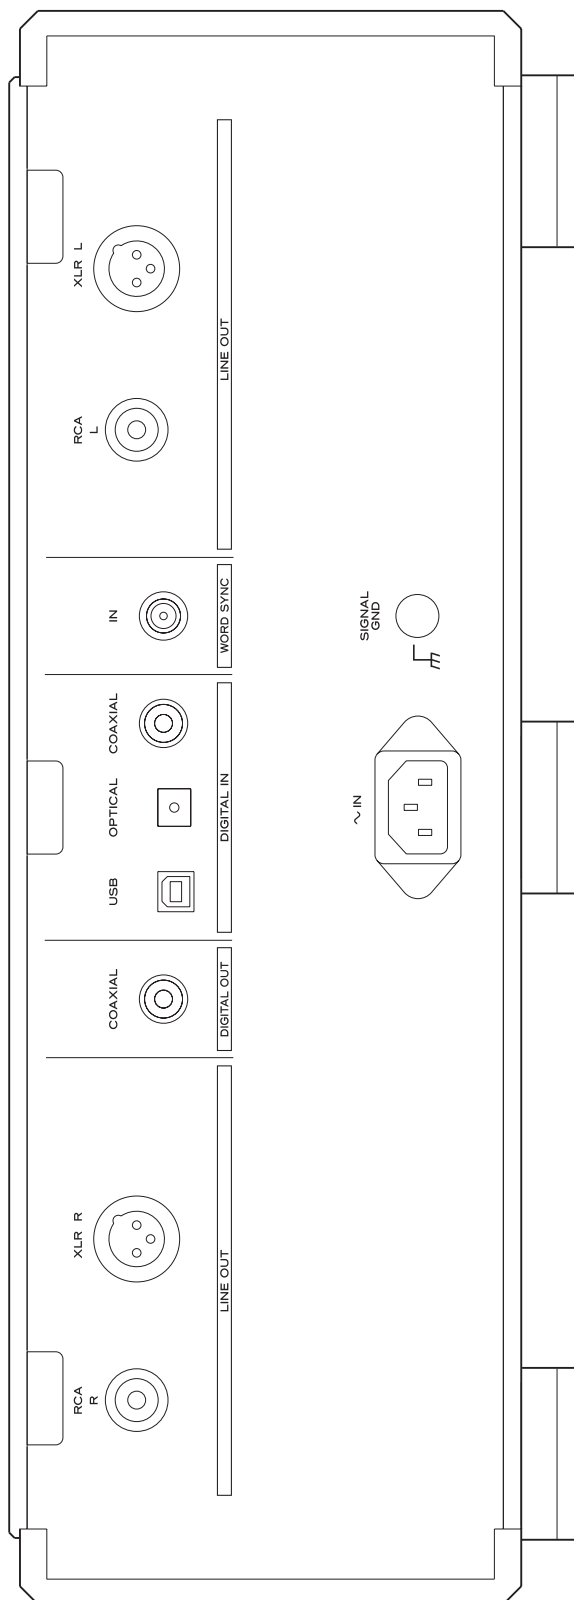 RCA
R
XLR R
COAXIAL
USB
OPTICAL
COAXIAL
IN
RCA
L
XLR L
LINE OUT
DIGITAL OUT
DIGITAL IN
WORD SYNC
LINE OUT
～ IN
SIGNAL
GND